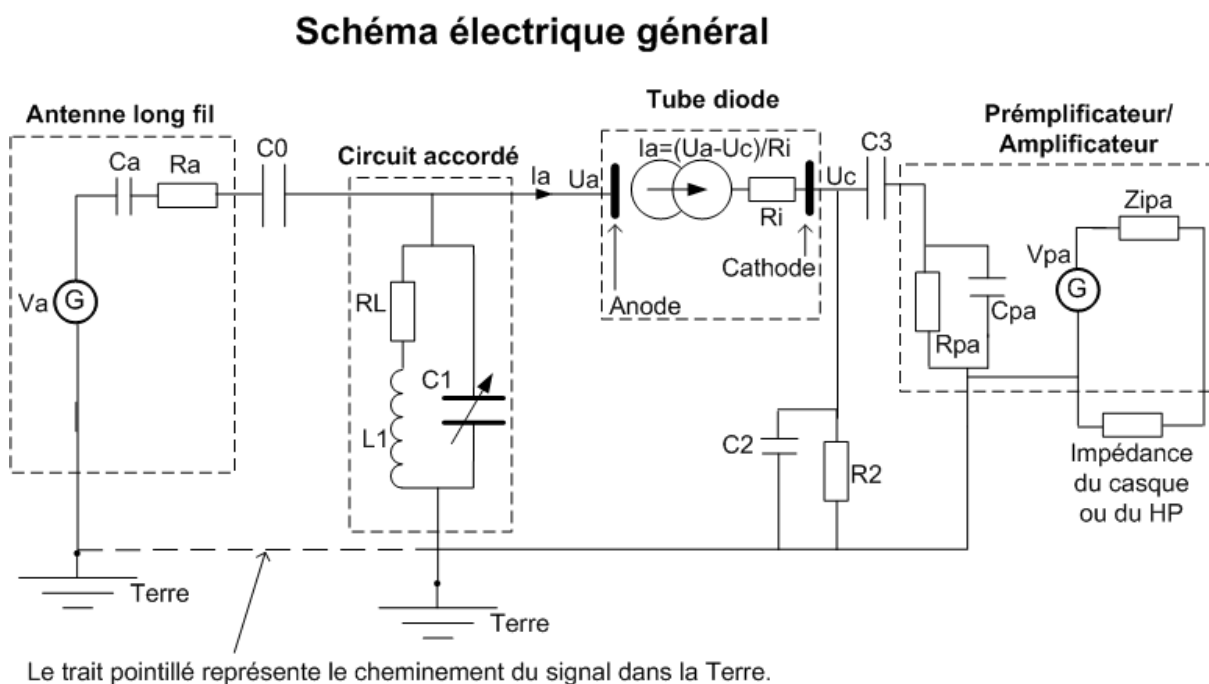 Schéma électrique général
Antenne long fil
Ca
Ra
C0
Va
G
Terre
Circuit accordé
RL
L1
C1
Terre
Ia
Ua
Tube diode
Ia=(Ua-Uc)/Ri
Ri
Anode
Cathode
Uc
C3
C2
R2
Prémplificateur/
Amplificateur
Rpa
Cpa
Vpa
G
Zipa
Impédance
du casque
ou du HP
Le trait pointillé représente le cheminement du signal dans la Terre.